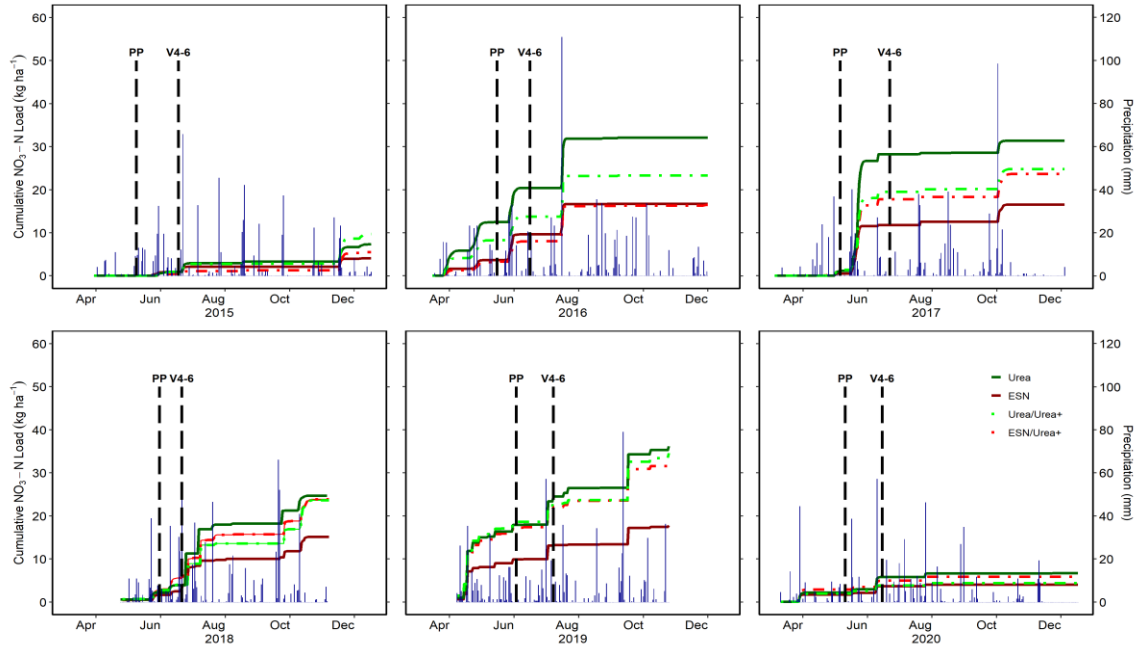 60
50
40
30
20
10
0
Cumulative NO₃ − N Load (kg ha⁻¹)
PP
V4-6
Apr Jun Aug Oct Dec
2015
PP
V4-6
Apr Jun Aug Oct Dec
2016
PP
V4-6
Apr Jun Aug Oct Dec
2017
120
100
80
60
40
20
0
Precipitation (mm)
60
50
40
30
20
10
0
Cumulative NO₃ − N Load (kg ha⁻¹)
PP
V4-6
Apr Jun Aug Oct Dec
2018
PP
V4-6
Apr Jun Aug Oct Dec
2019
PP
V4-6
Urea
ESN
Urea/Urea+
ESN/Urea+
Apr Jun Aug Oct Dec
2020
120
100
80
60
40
20
0
Precipitation (mm)